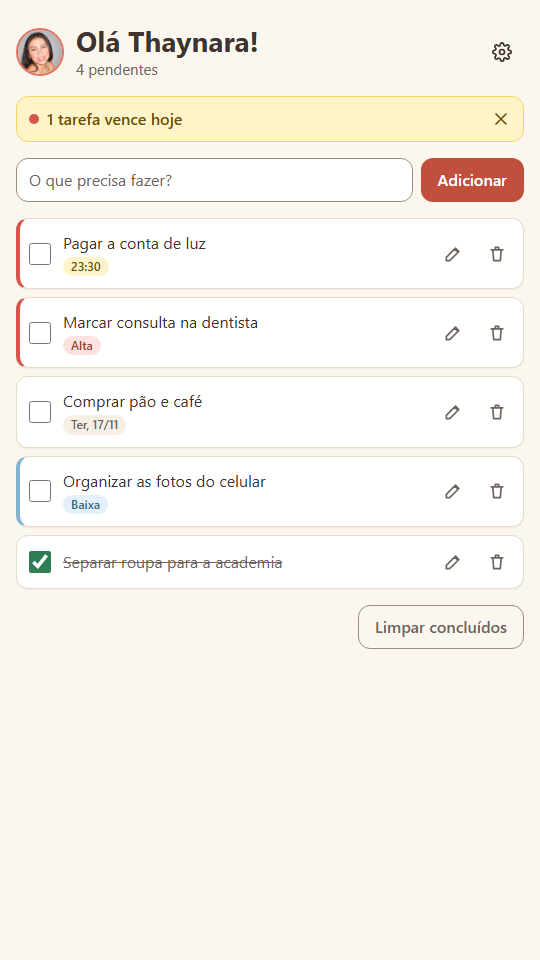 Olá Thaynara!
4 pendentes
1 tarefa vence hoje
O que precisa fazer?
Adicionar
Pagar a conta de luz
23:30
Marcar consulta na dentista
Alta
Comprar pão e café
Ter, 17/11
Organizar as fotos do celular
Baixa
Separar roupa para a academia
Limpar concluídos